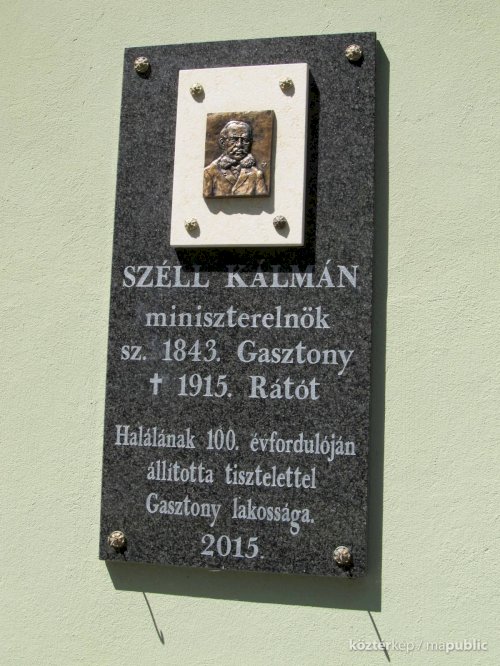 SZÉLL KÁLMÁN
miniszterelnök
sz. 1843. Gasztony
✝ 1915. Rátót
Halálának 100. évfordulóján
állította tisztelettel
Gasztony lakossága.
2015.
köztérkép / mapublic